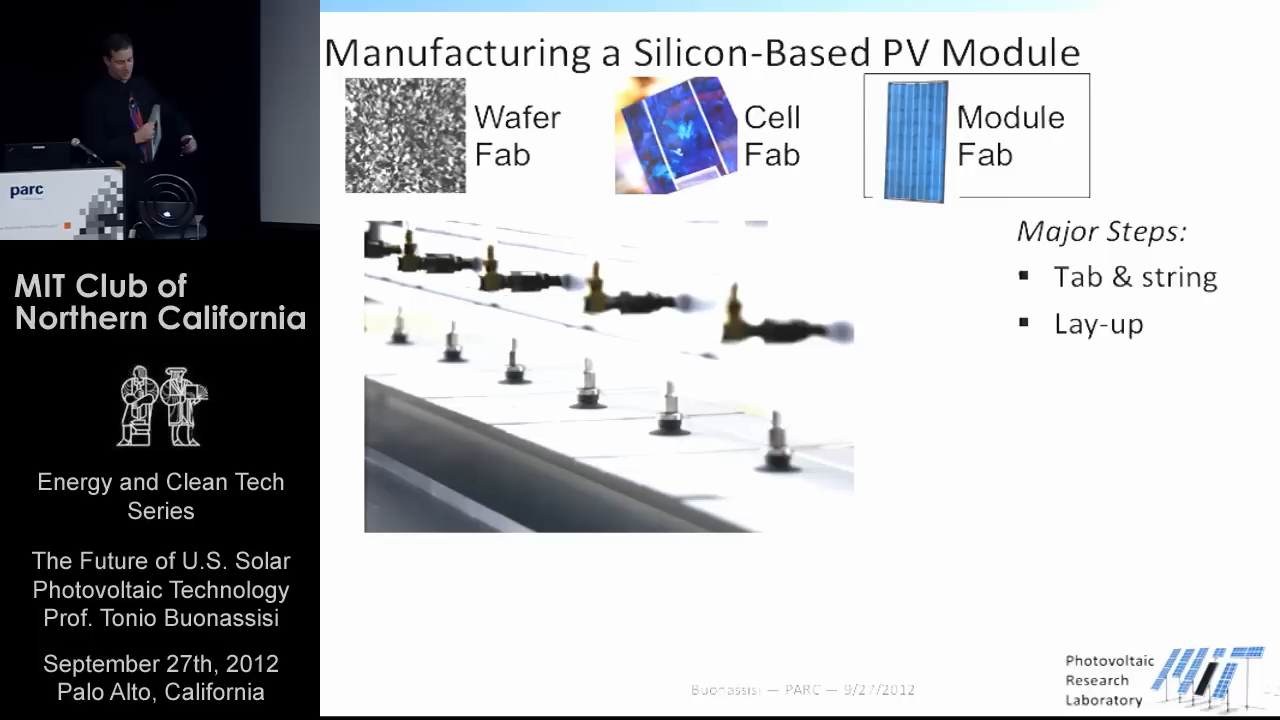 parc
MIT Club of
Northern California
Energy and Clean Tech
Series
The Future of U.S. Solar
Photovoltaic Technology
Prof. Tonio Buonassisi
September 27th, 2012
Palo Alto, California
Manufacturing a Silicon-Based PV Module
Wafer
Fab
Cell
Fab
Module
Fab
Major Steps:
▪ Tab & string
▪ Lay-up
Buonassisi — PARC — 9/27/2012
Photovoltaic
Research
Laboratory
MIT